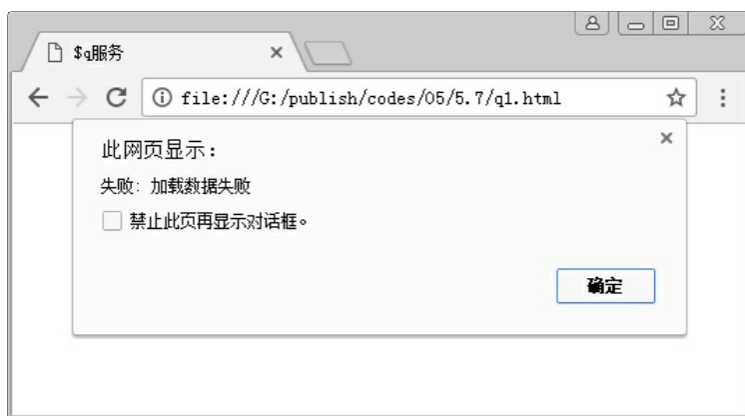 $q服务
file:///G:/publish/codes/05/5.7/q1.html
此网页显示：
失败：加载数据失败
禁止此页再显示对话框。
确定